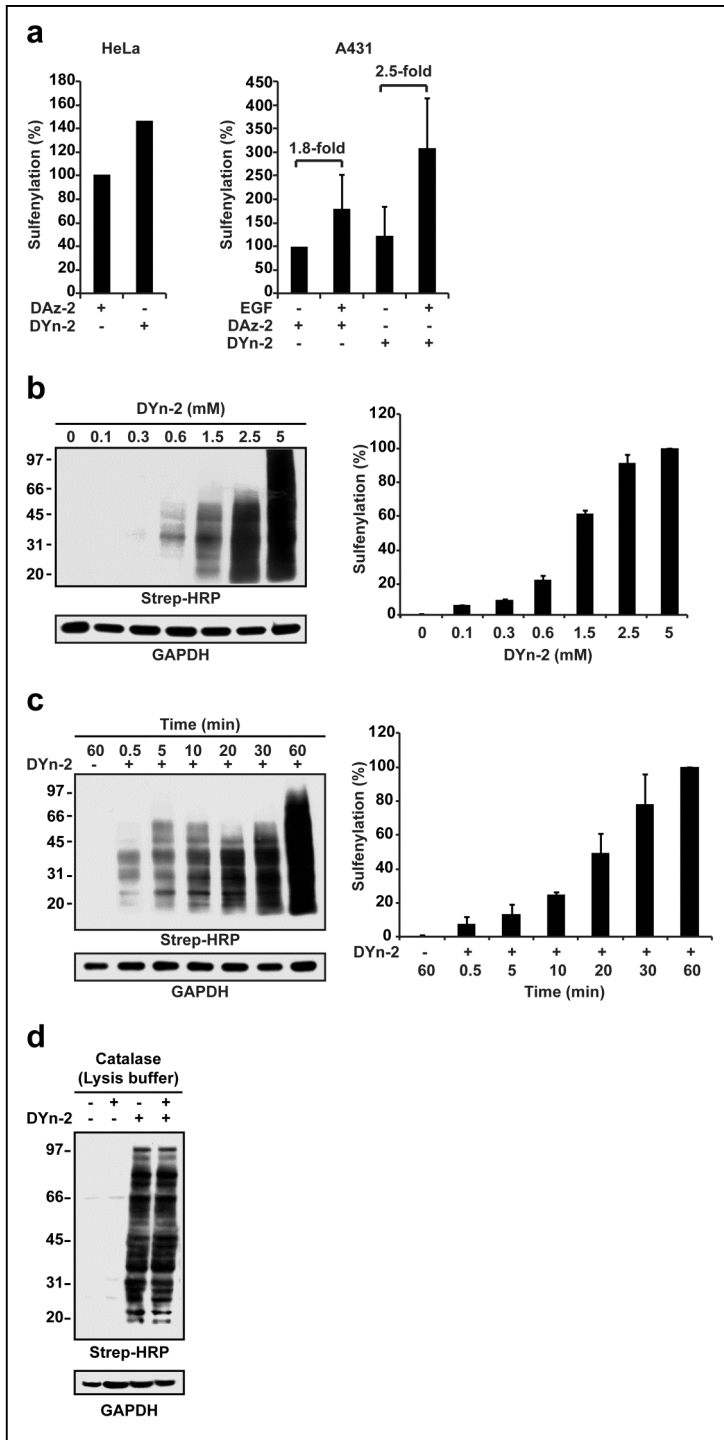 a
HeLa
A431
Sulfenylation (%)
180
160
140
120
100
80
60
40
20
0
DAz-2 + -
DYn-2 - +
Sulfenylation (%)
450
400
350
300
250
200
150
100
50
0
1.8-fold
2.5-fold
EGF - + - +
DAz-2 + + - -
DYn-2 - - + +
b
DYn-2 (mM)
0 0.1 0.3 0.6 1.5 2.5 5
97-
66-
45-
31-
20-
Strep-HRP
GAPDH
Sulfenylation (%)
120
100
80
60
40
20
0
0 0.1 0.3 0.6 1.5 2.5 5
DYn-2 (mM)
c
Time (min)
60 0.5 5 10 20 30 60
DYn-2 - + + + + + +
97-
66-
45-
31-
20-
Strep-HRP
GAPDH
Sulfenylation (%)
120
100
80
60
40
20
0
DYn-2 - + + + + + +
60 0.5 5 10 20 30 60
Time (min)
d
Catalase
(Lysis buffer)
- + - +
DYn-2 - - + +
97-
66-
45-
31-
20-
Strep-HRP
GAPDH